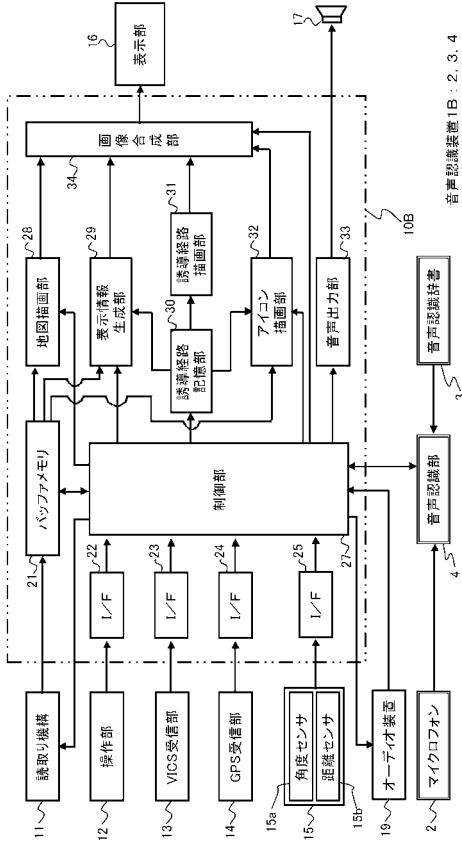 読取り機構
11
操作部
12
VICS受信部
13
GPS受信部
14
角度センサ
距離センサ
15a
15
15b
オーディオ装置
19
マイクロフォン
2
バッファメモリ
21
I/F
22
I/F
23
I/F
24
I/F
25
制御部
27
音声認識部
4
音声認識辞書
3
地図描画部
28
表示情報
生成部
29
誘導経路
記憶部
30
誘導経路
描画部
31
アイコン
描画部
32
音声出力部
33
画像合成部
34
表示部
16
17
10B
音声認識装置1B:2, 3, 4